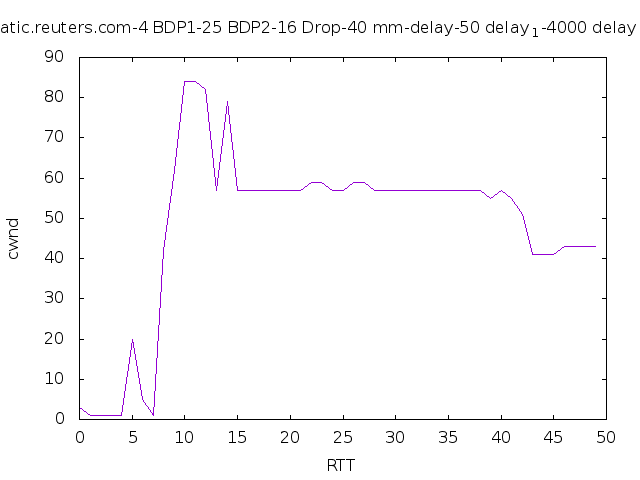 atic.reuters.com-4 BDP1-25 BDP2-16 Drop-40 mm-delay-50 delay₁-4000 delay
90
80
70
60
50
40
30
20
10
0
cwnd
0 5 10 15 20 25 30 35 40 45 50
RTT